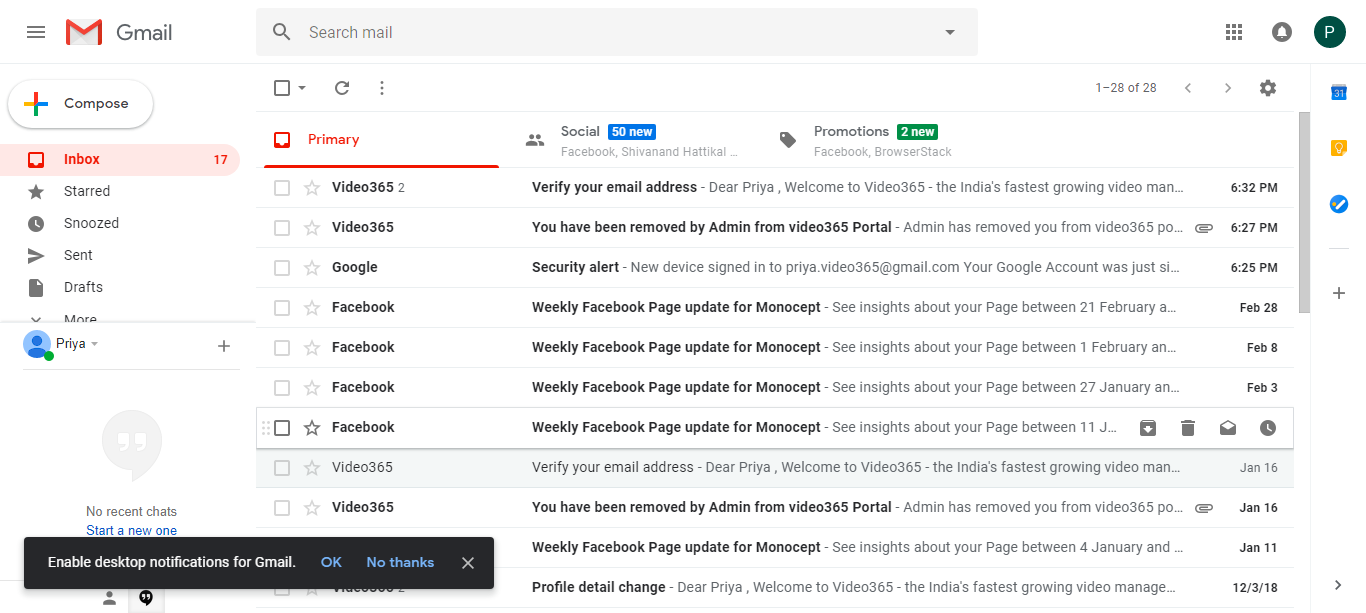 Gmail
Search mail
P
Compose
1–28 of 28
31
Primary
Social 50 new
Facebook, Shivanand Hattikal ...
Promotions 2 new
Facebook, BrowserStack
Inbox 17
Starred
Snoozed
Sent
Drafts
More
Priya
No recent chats
Start a new one
Video365 2 Verify your email address - Dear Priya , Welcome to Video365 - the India's fastest growing video man... 6:32 PM
Video365 You have been removed by Admin from video365 Portal - Admin has removed you from video365 po... 6:27 PM
Google Security alert - New device signed in to priya.video365@gmail.com Your Google Account was just si... 6:25 PM
Facebook Weekly Facebook Page update for Monocept - See insights about your Page between 21 February a... Feb 28
Facebook Weekly Facebook Page update for Monocept - See insights about your Page between 1 February an... Feb 8
Facebook Weekly Facebook Page update for Monocept - See insights about your Page between 27 January an... Feb 3
Facebook Weekly Facebook Page update for Monocept - See insights about your Page between 11 J...
Video365 Verify your email address - Dear Priya , Welcome to Video365 - the India's fastest growing video man... Jan 16
Video365 You have been removed by Admin from video365 Portal - Admin has removed you from video365 po... Jan 16
Weekly Facebook Page update for Monocept - See insights about your Page between 4 January and ... Jan 11
Video365 2 Profile detail change - Dear Priya , Welcome to Video365 - the India's fastest growing video manage... 12/3/18
Enable desktop notifications for Gmail. OK No thanks